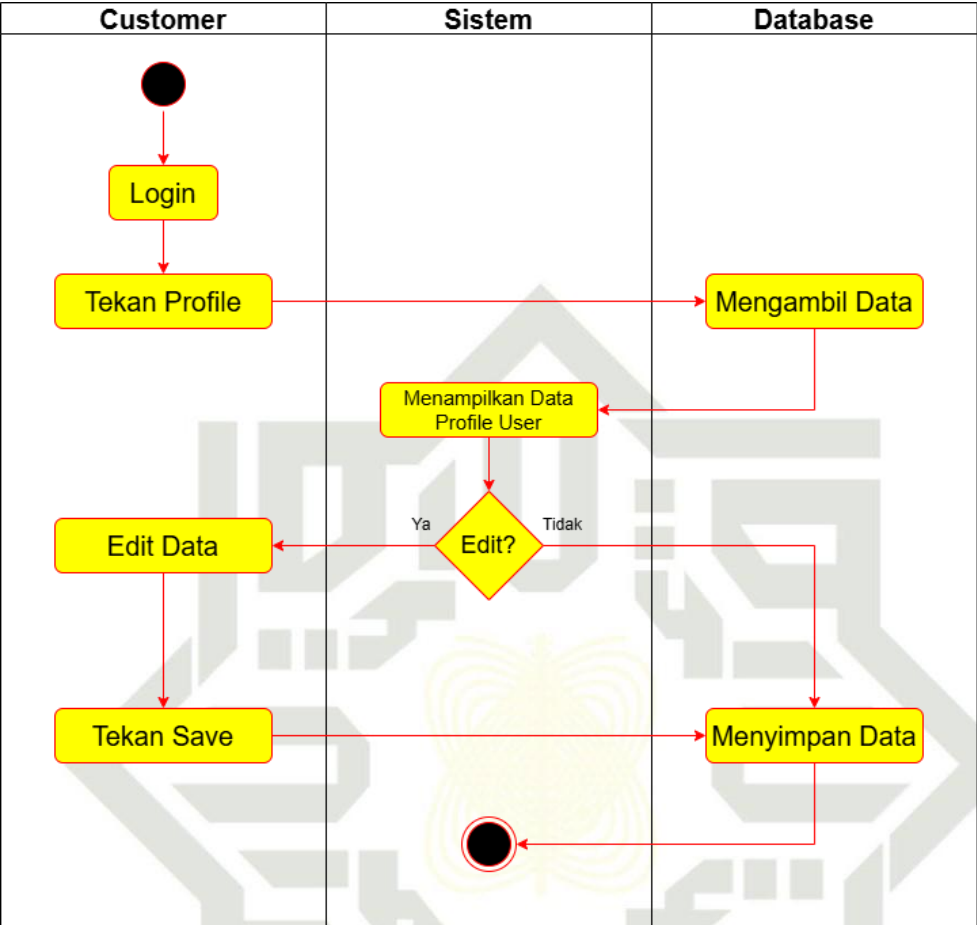 Customer
Sistem
Database
Login
Tekan Profile
Mengambil Data
Menampilkan Data
Profile User
Ya
Edit?
Tidak
Edit Data
Tekan Save
Menyimpan Data